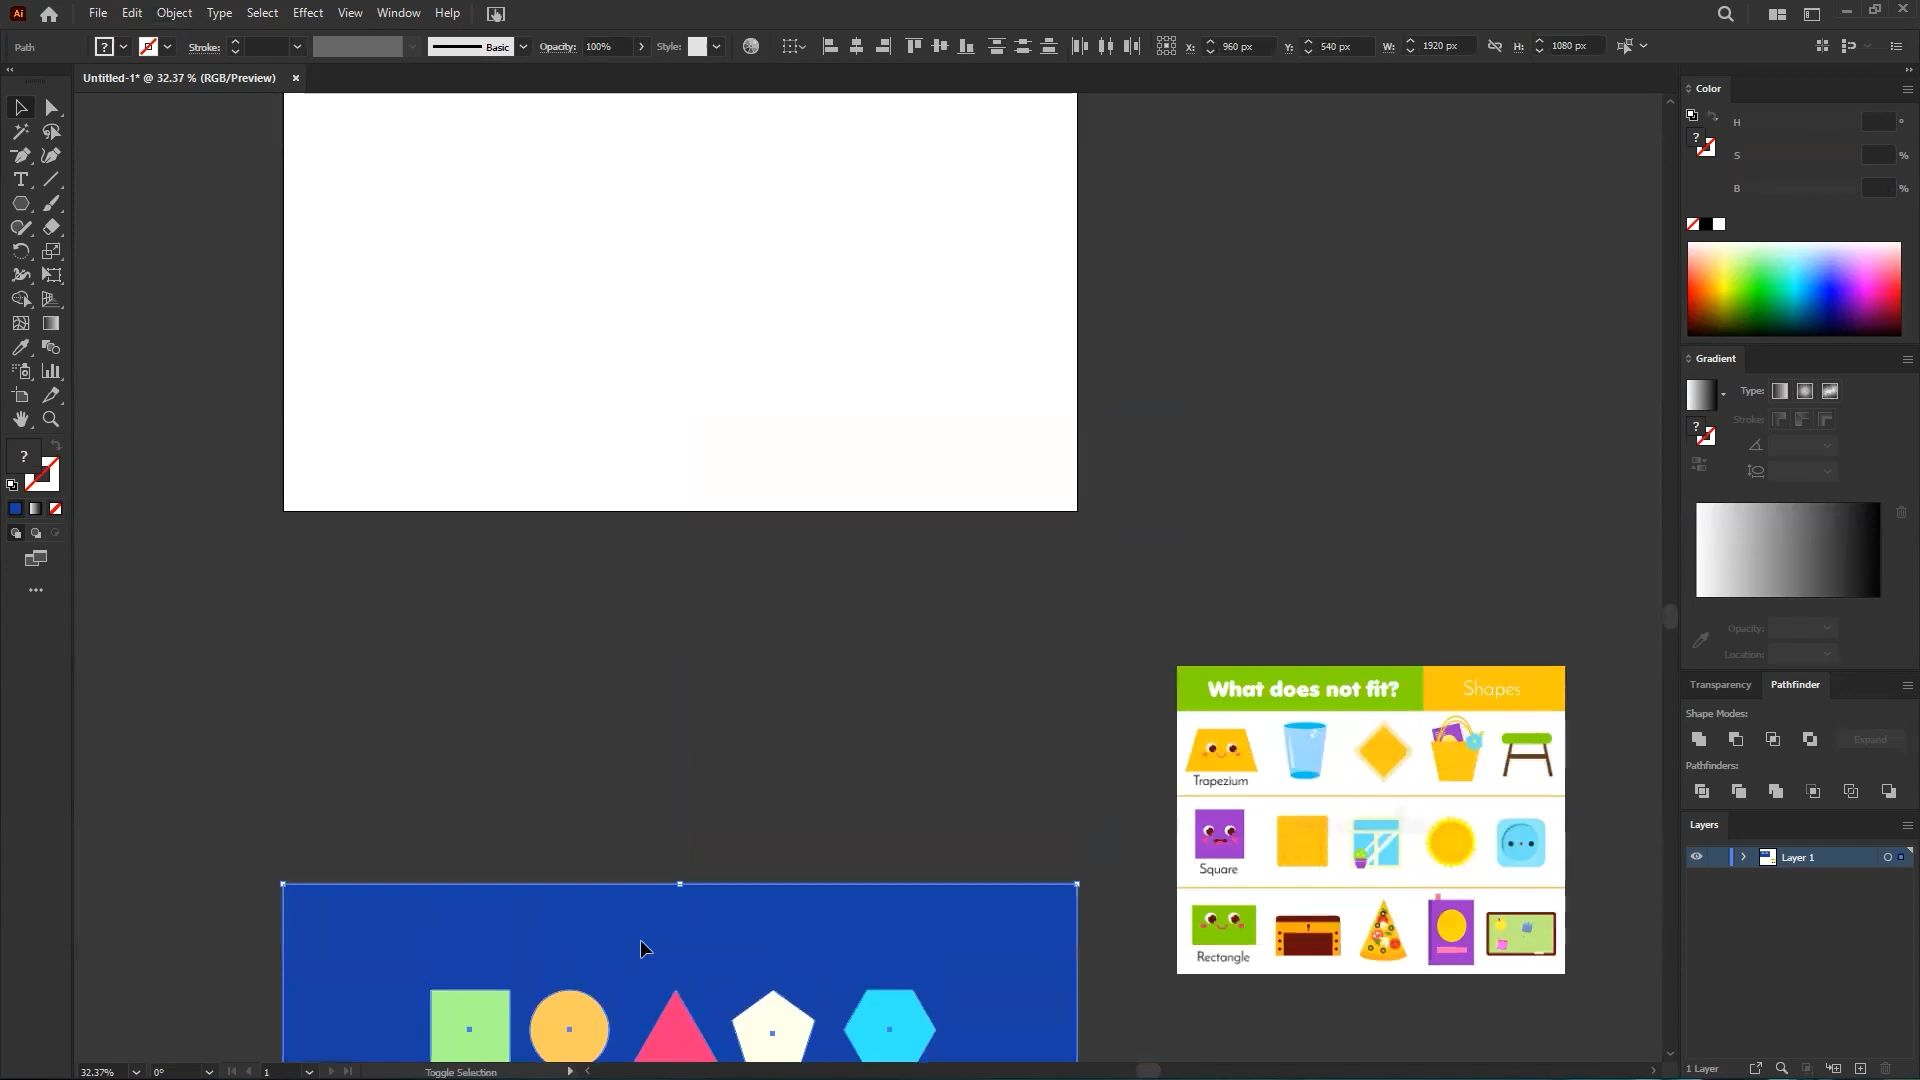 Ai File Edit Object Type Select Effect View Window Help
Path ? Stroke: Basic Opacity: 100% Style: X: 960 px Y: 540 px W: 1920 px H: 1080 px
Untitled-1* @ 32.37 % (RGB/Preview) ×
Color
H °
? S %
B %
Gradient
Type:
Stroke:
?
?
Opacity:
Location:
Transparency Pathfinder
Shape Modes:
Expand
Pathfinders:
Layers
Layer 1
What does not fit? Shapes
Trapezium
Square
Rectangle
32.37% 0° 1 Toggle Selection
1 Layer